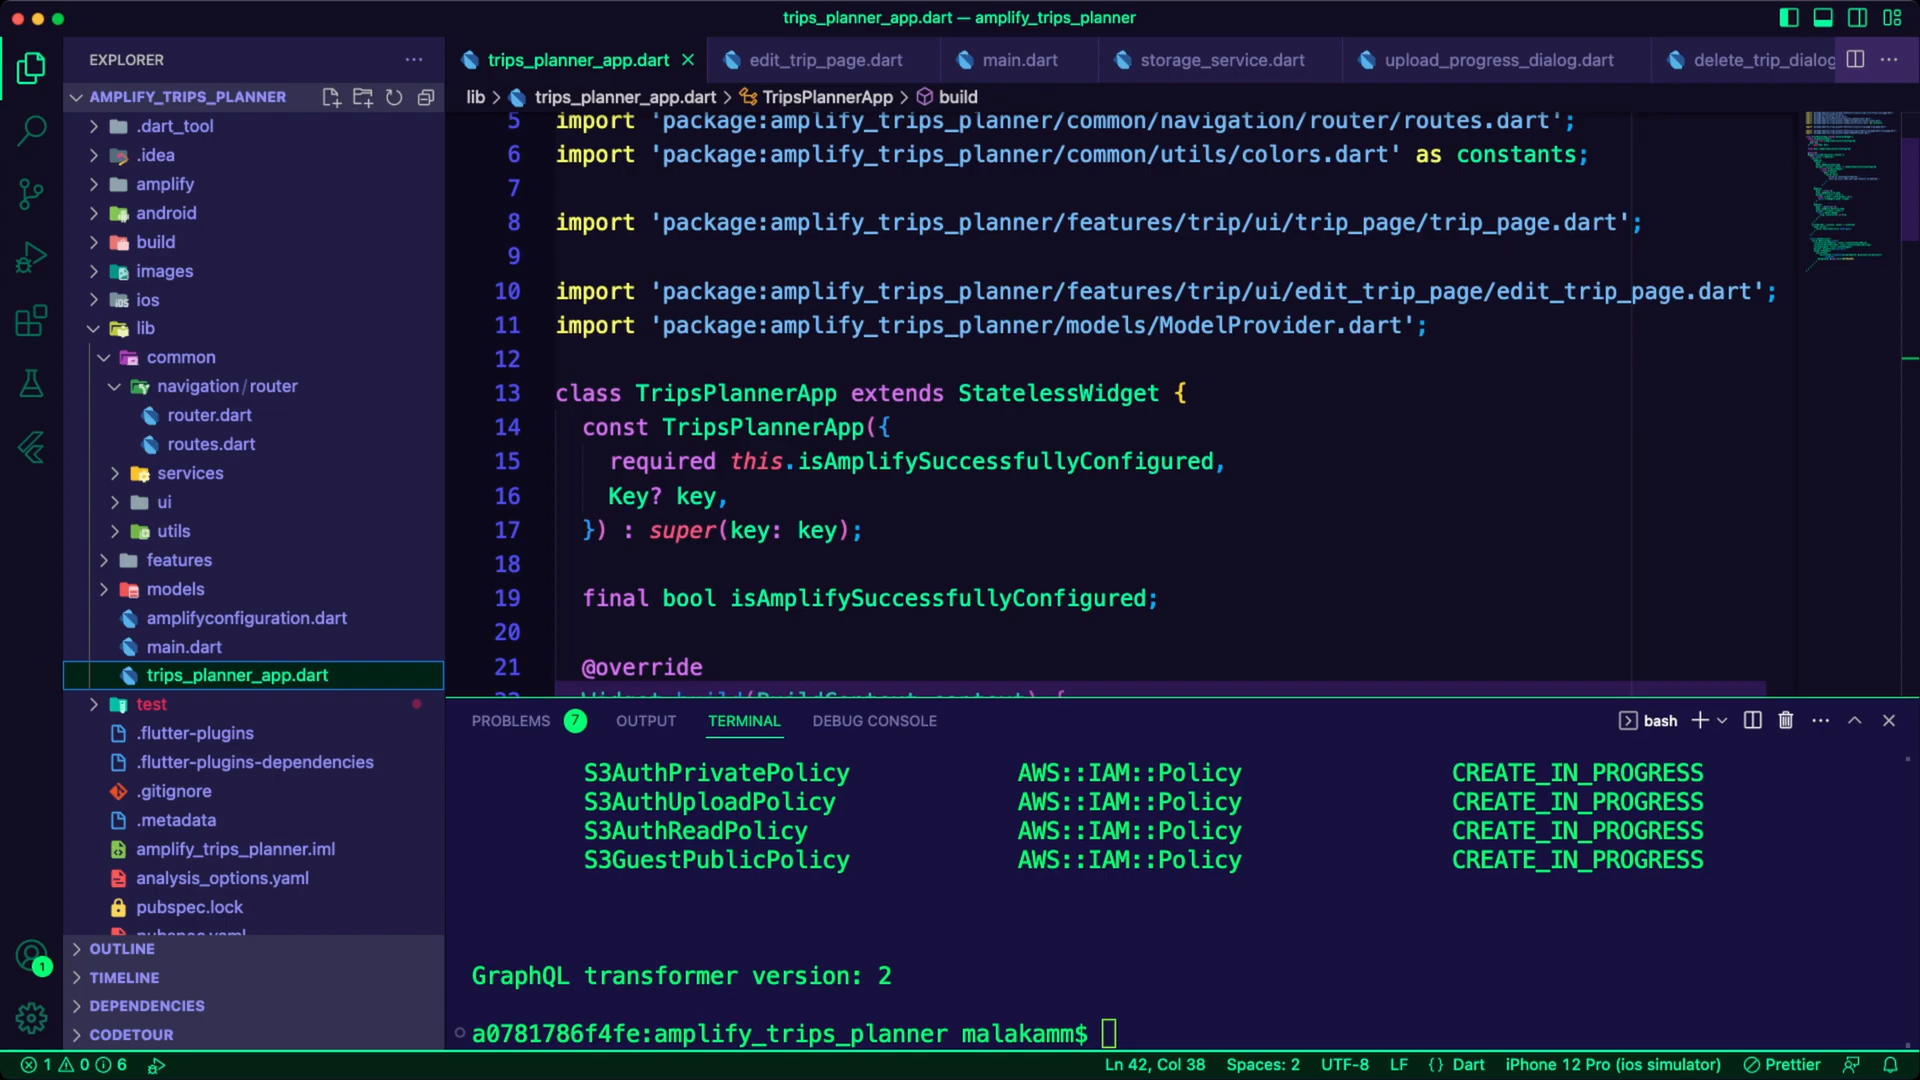 trips_planner_app.dart — amplify_trips_planner
EXPLORER
AMPLIFY_TRIPS_PLANNER
.dart_tool
.idea
amplify
android
build
images
ios
lib
common
navigation/router
router.dart
routes.dart
services
ui
utils
features
models
amplifyconfiguration.dart
main.dart
trips_planner_app.dart
test
.flutter-plugins
.flutter-plugins-dependencies
.gitignore
.metadata
amplify_trips_planner.iml
analysis_options.yaml
pubspec.lock
pubspec.yaml
OUTLINE
TIMELINE
DEPENDENCIES
CODETOUR
1
trips_planner_app.dart edit_trip_page.dart main.dart storage_service.dart upload_progress_dialog.dart delete_trip_dialog
lib > trips_planner_app.dart > TripsPlannerApp > build
5 import 'package:amplify_trips_planner/common/navigation/router/routes.dart';
6 import 'package:amplify_trips_planner/common/utils/colors.dart' as constants;
7
8 import 'package:amplify_trips_planner/features/trip/ui/trip_page/trip_page.dart';
9
10 import 'package:amplify_trips_planner/features/trip/ui/edit_trip_page/edit_trip_page.dart';
11 import 'package:amplify_trips_planner/models/ModelProvider.dart';
12
13 class TripsPlannerApp extends StatelessWidget {
14 const TripsPlannerApp({
15 required this.isAmplifySuccessfullyConfigured,
16 Key? key,
17 }) : super(key: key);
18
19 final bool isAmplifySuccessfullyConfigured;
20
21 @override
22 Widget build(BuildContext context) {
PROBLEMS 7 OUTPUT TERMINAL DEBUG CONSOLE bash
S3AuthPrivatePolicy AWS::IAM::Policy CREATE_IN_PROGRESS
S3AuthUploadPolicy AWS::IAM::Policy CREATE_IN_PROGRESS
S3AuthReadPolicy AWS::IAM::Policy CREATE_IN_PROGRESS
S3GuestPublicPolicy AWS::IAM::Policy CREATE_IN_PROGRESS
GraphQL transformer version: 2
a0781786f4fe:amplify_trips_planner malakamm$
1 0 6 Ln 42, Col 38 Spaces: 2 UTF-8 LF {} Dart iPhone 12 Pro (ios simulator) Prettier